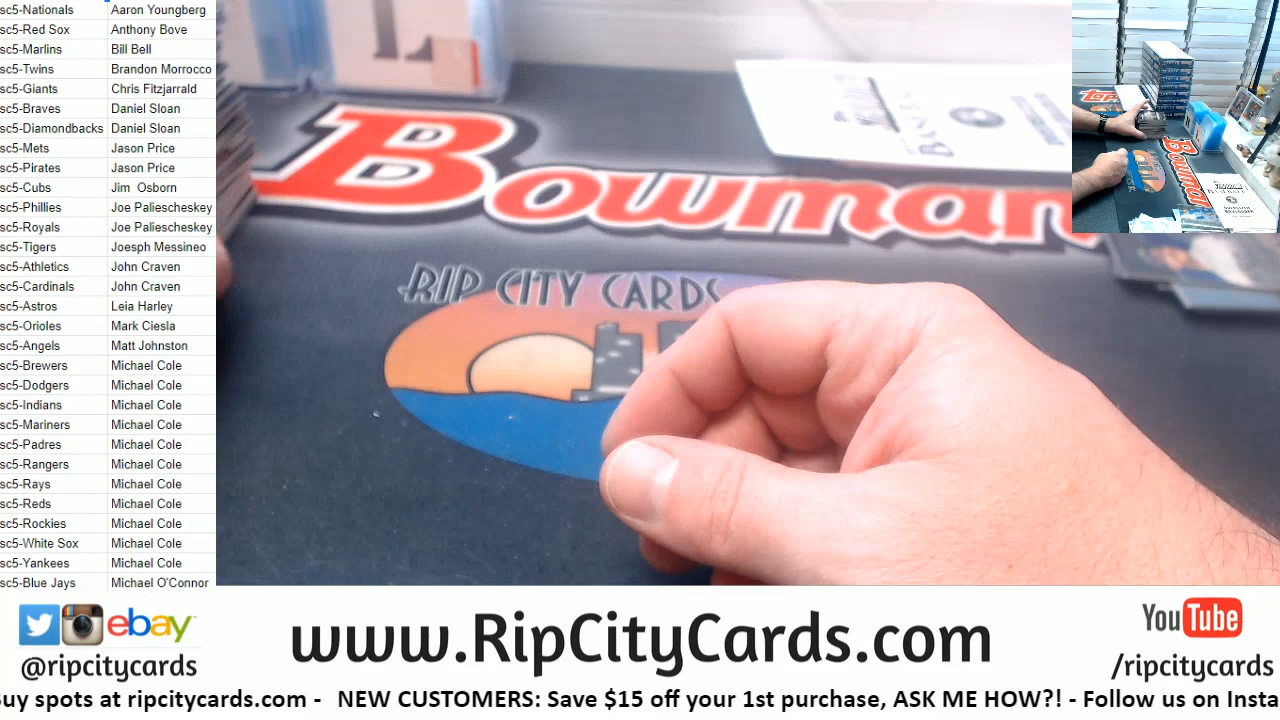 sc5-Nationals Aaron Youngberg
sc5-Red Sox Anthony Bove
sc5-Marlins Bill Bell
sc5-Twins Brandon Morrocco
sc5-Giants Chris Fitzjarrald
sc5-Braves Daniel Sloan
sc5-Diamondbacks Daniel Sloan
sc5-Mets Jason Price
sc5-Pirates Jason Price
sc5-Cubs Jim Osborn
sc5-Phillies Joe Paliescheskey
sc5-Royals Joe Paliescheskey
sc5-Tigers Joesph Messineo
sc5-Athletics John Craven
sc5-Cardinals John Craven
sc5-Astros Leia Harley
sc5-Orioles Mark Ciesla
sc5-Angels Matt Johnston
sc5-Brewers Michael Cole
sc5-Dodgers Michael Cole
sc5-Indians Michael Cole
sc5-Mariners Michael Cole
sc5-Padres Michael Cole
sc5-Rangers Michael Cole
sc5-Rays Michael Cole
sc5-Reds Michael Cole
sc5-Rockies Michael Cole
sc5-White Sox Michael Cole
sc5-Yankees Michael Cole
sc5-Blue Jays Michael O'Connor
Bowman
RIP CITY CARDS
Topps
Bowman
ebay
@ripcitycards
www.RipCityCards.com
YouTube
/ripcitycards
Buy spots at ripcitycards.com - NEW CUSTOMERS: Save $15 off your 1st purchase, ASK ME HOW?! - Follow us on Insta